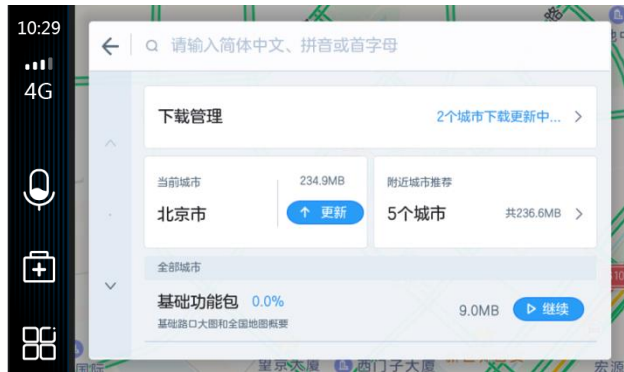 10:29
4G
请输入简体中文、拼音或首字母
下载管理
2个城市下载更新中...
当前城市
234.9MB
北京市
更新
附近城市推荐
5个城市
共236.6MB
全部城市
基础功能包 0.0%
基础路口大图和全国地图概要
9.0MB
继续
国际
望京大厦
西门子大厦
宏源